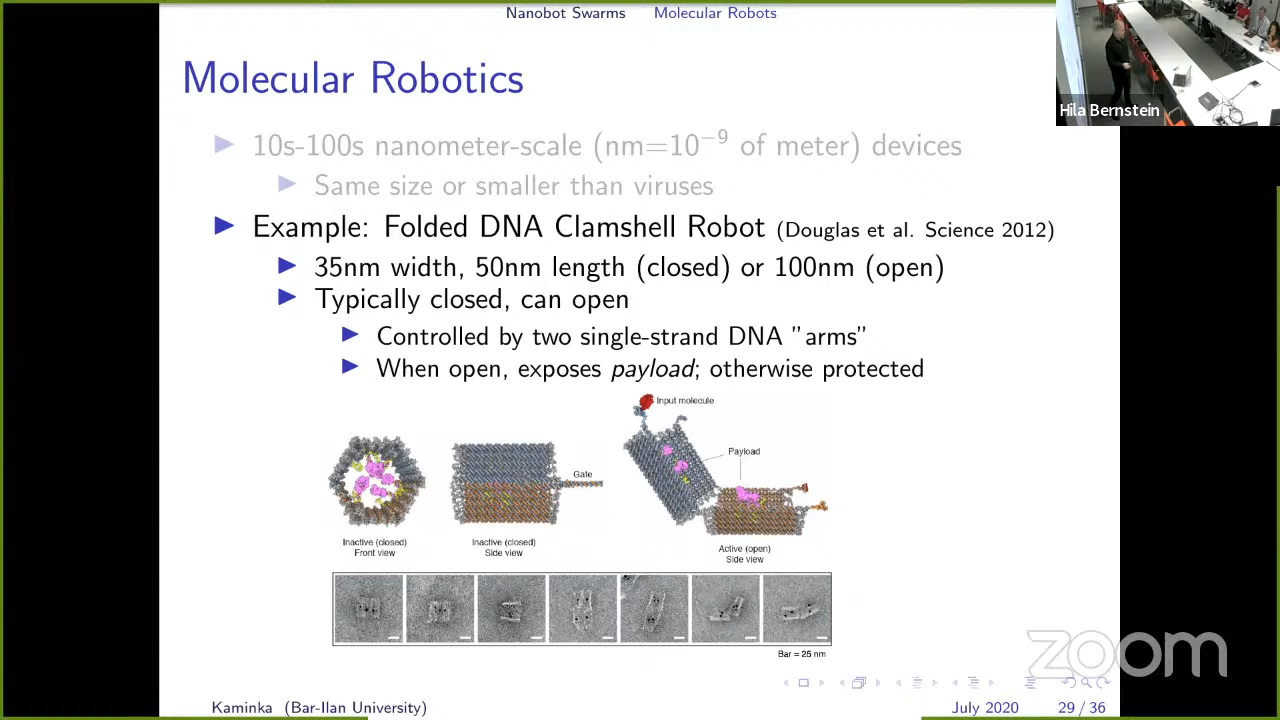 Nanobot Swarms Molecular Robots
Hila Bernstein
Molecular Robotics
10s-100s nanometer-scale (nm=10⁻⁹ of meter) devices
Same size or smaller than viruses
Example: Folded DNA Clamshell Robot (Douglas et al. Science 2012)
35nm width, 50nm length (closed) or 100nm (open)
Typically closed, can open
Controlled by two single-strand DNA ”arms”
When open, exposes payload; otherwise protected
Input molecule
Payload
Gate
Inactive (closed)
Front view
Inactive (closed)
Side view
Active (open)
Side view
Bar = 25 nm
zoom
Kaminka (Bar-Ilan University) July 2020 29 / 36